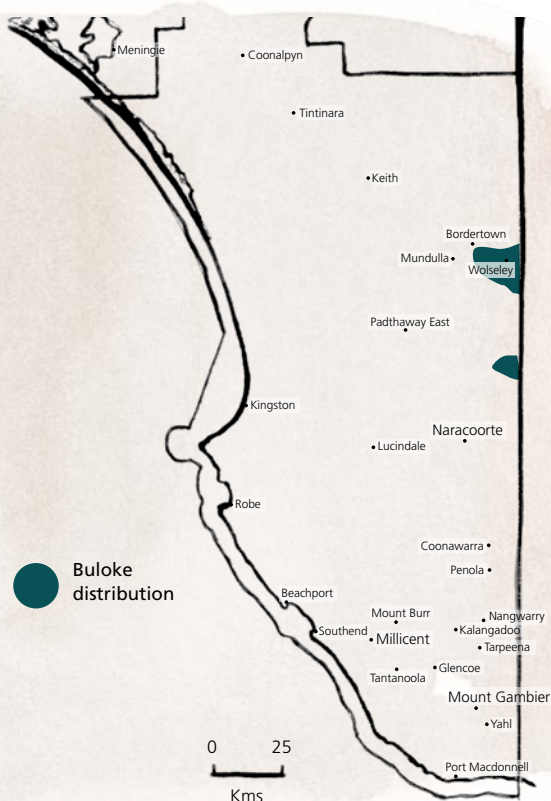 Meningie
Coonalpyn
Tintinara
Keith
Bordertown
Mundulla
Wolseley
Padthaway East
Kingston
Naracoorte
Lucindale
Robe
Coonawarra
Penola
Buloke
distribution
Beachport
Mount Burr
Nangwarry
Southend
Millicent
Kalangadoo
Tarpeena
Tantanoola
Glencoe
Mount Gambier
Yahl
0 25
Kms
Port Macdonnell